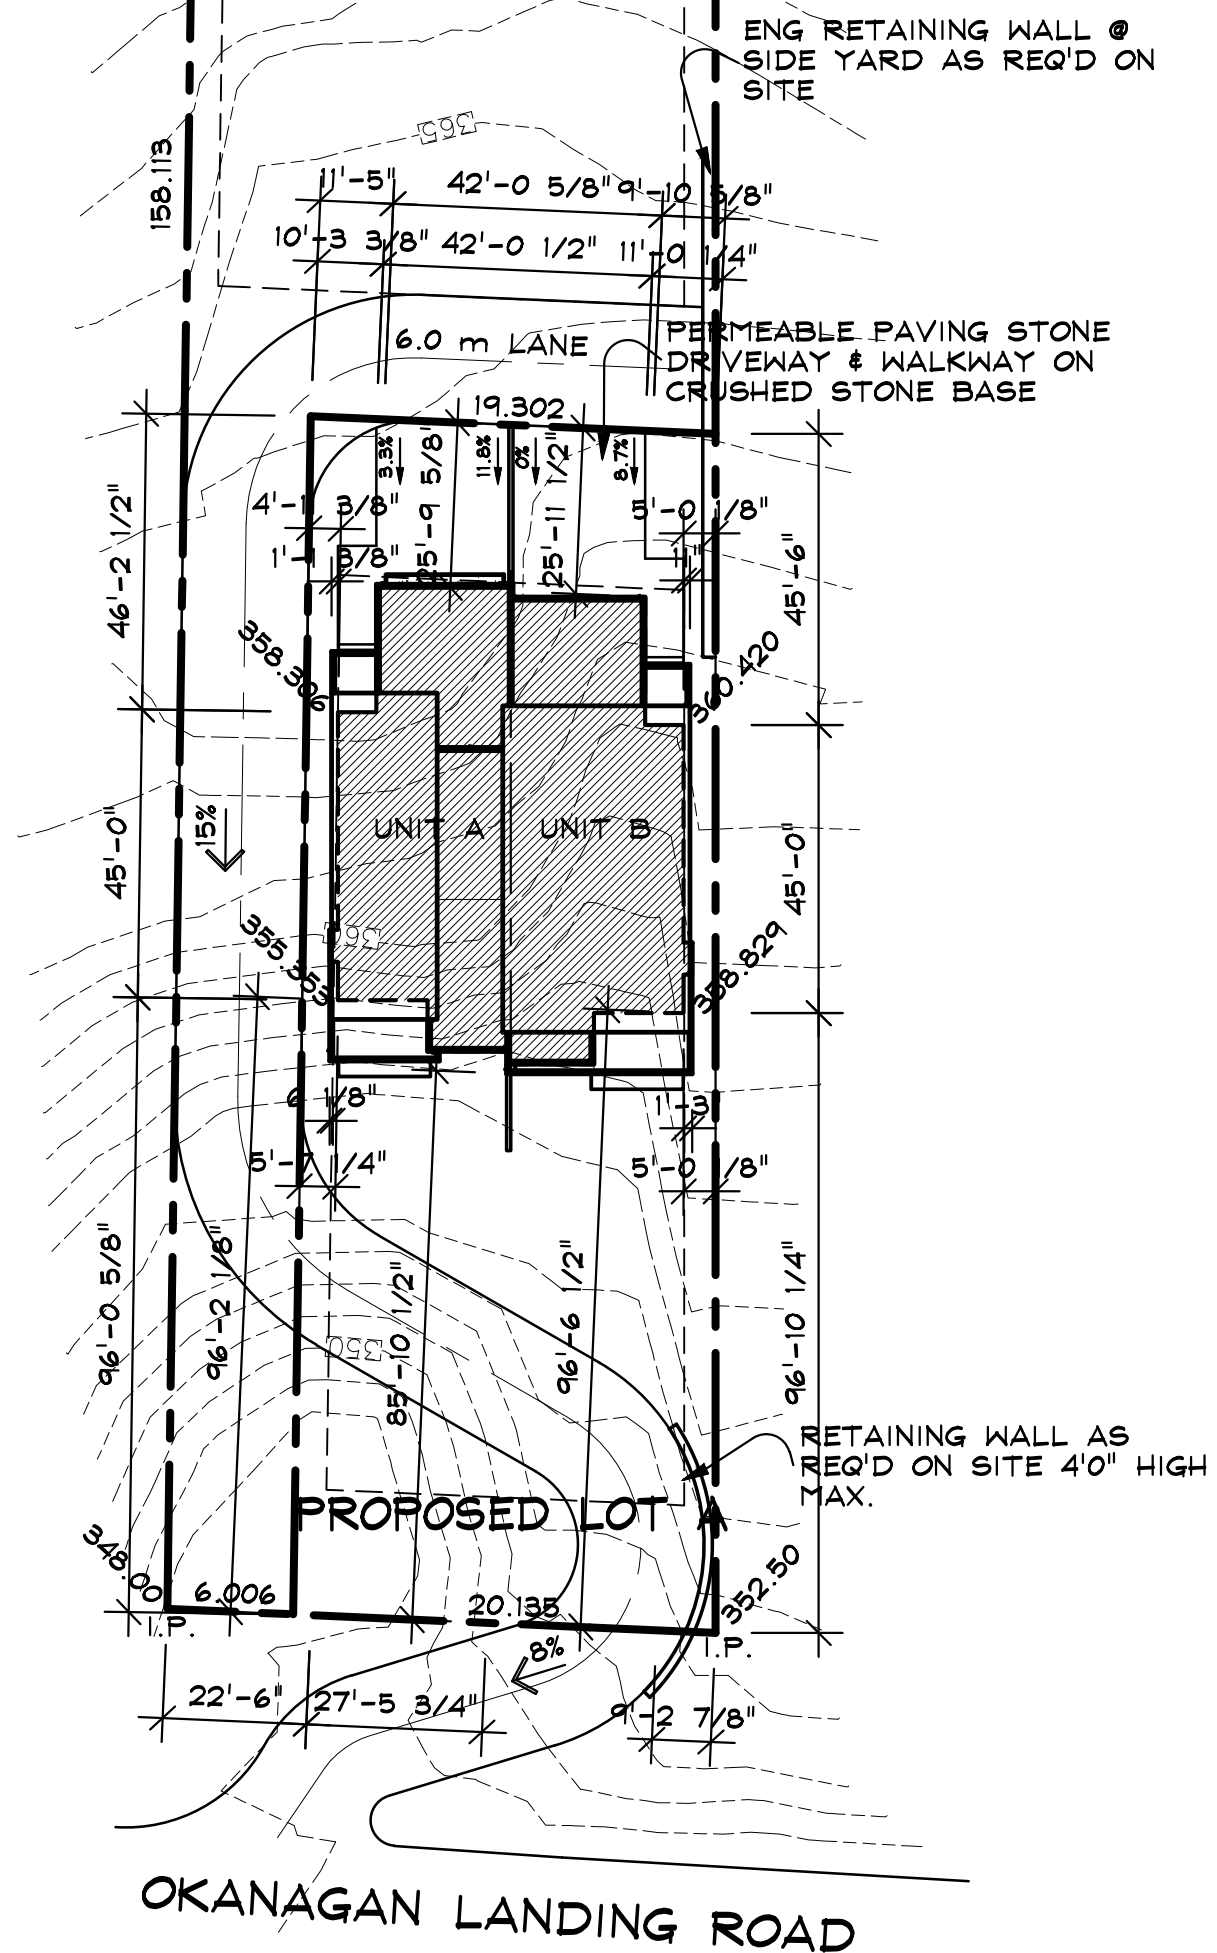 ENG RETAINING WALL @
SIDE YARD AS REQ'D ON
SITE
365
158.113
11'-5"
42'-0 5/8"
9'-10 5/8"
10'-3 3/8"
42'-0 1/2"
11'-0 1/4"
6.0 m LANE
PERMEABLE PAVING STONE
DRIVEWAY & WALKWAY ON
CRUSHED STONE BASE
19.302
3.3%
25'-9 5/8"
11.8%
0%
25'-11 1/2"
8.7%
46'-2 1/2"
4'-1 3/8"
5'-0 1/8"
1'-1 3/8"
45'-6"
358.306
360.420
15%
45'-0"
UNIT A
UNIT B
45'-0"
360
355.353
358.829
6 1/8"
1'-3"
5'-7 1/4"
5'-0 1/8"
96'-0 5/8"
96'-2 1/8"
85'-10 1/2"
96'-6 1/2"
96'-10 1/4"
350
RETAINING WALL AS
REQ'D ON SITE 4'0" HIGH
MAX.
PROPOSED LOT A
348.00
6.006
20.135
352.50
I.P.
I.P.
8%
22'-6"
27'-5 3/4"
9'-2 7/8"
OKANAGAN LANDING ROAD